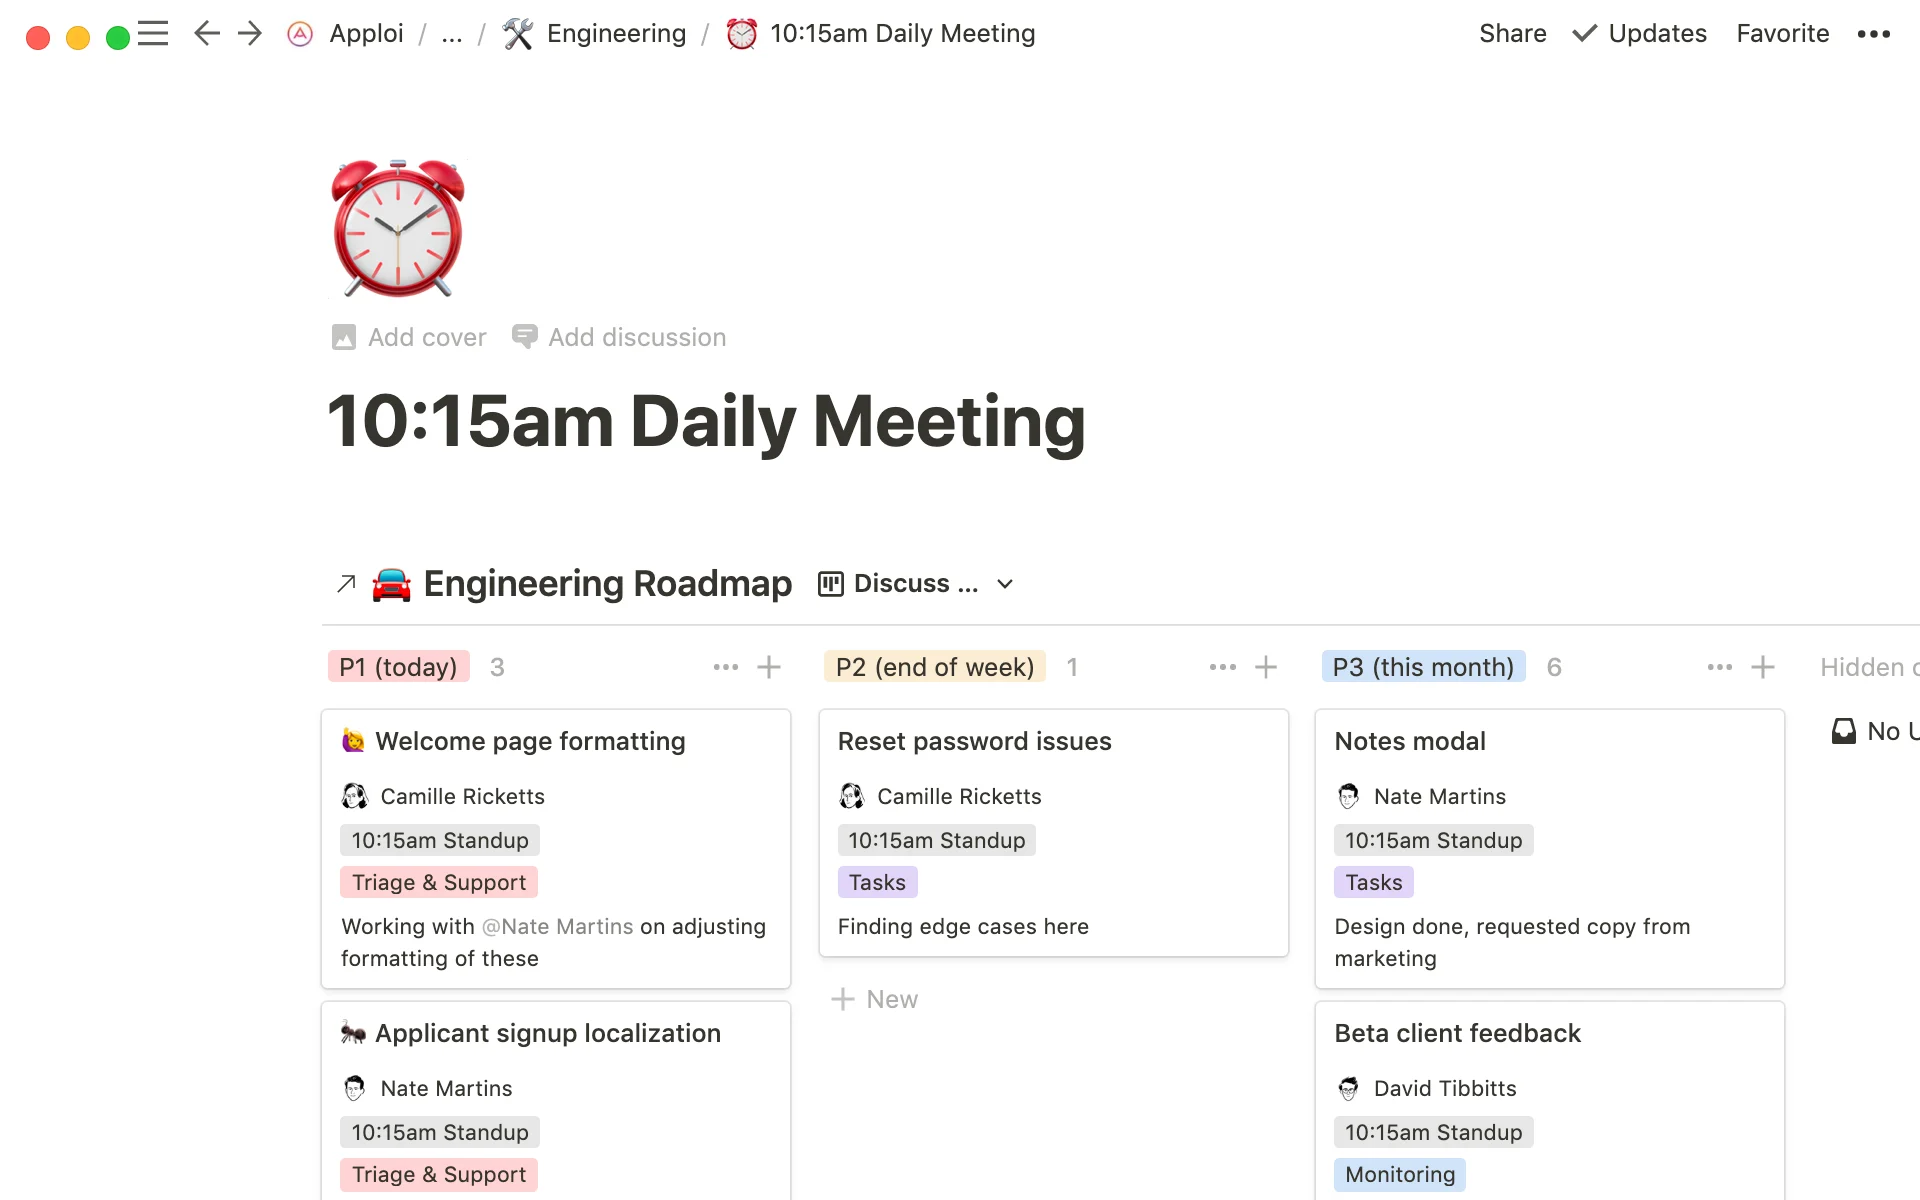 Apploi / ... / Engineering / 10:15am Daily Meeting
Share Updates Favorite
Add cover Add discussion
10:15am Daily Meeting
Engineering Roadmap Discuss ...
P1 (today) 3
Welcome page formatting
Camille Ricketts
10:15am Standup
Triage & Support
Working with @Nate Martins on adjusting
formatting of these
Applicant signup localization
Nate Martins
10:15am Standup
Triage & Support
P2 (end of week) 1
Reset password issues
Camille Ricketts
10:15am Standup
Tasks
Finding edge cases here
New
P3 (this month) 6
Notes modal
Nate Martins
10:15am Standup
Tasks
Design done, requested copy from
marketing
Beta client feedback
David Tibbitts
10:15am Standup
Monitoring
Hidden
No